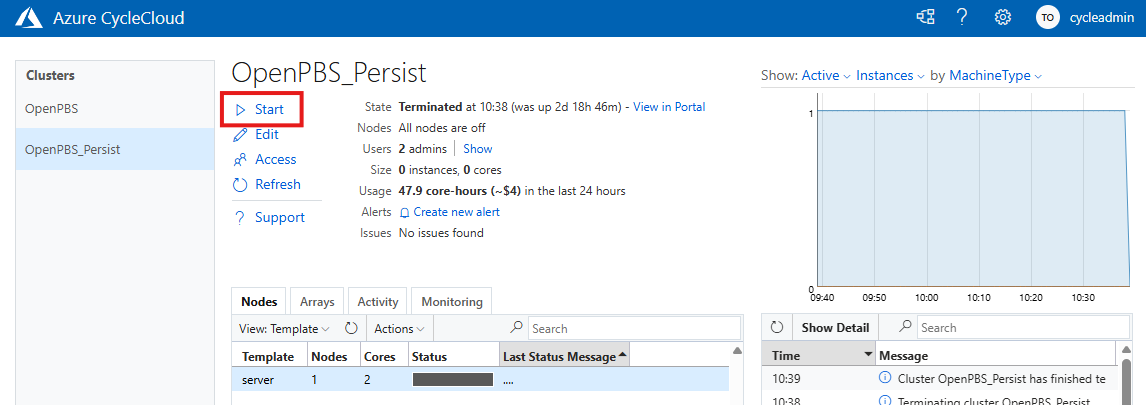 Azure CycleCloud
? TO cycleadmin
Clusters
OpenPBS
OpenPBS_Persist
OpenPBS_Persist
Start
Edit
Access
Refresh
? Support
State Terminated at 10:38 (was up 2d 18h 46m) - View in Portal
Nodes All nodes are off
Users 2 admins Show
Size 0 instances, 0 cores
Usage 47.9 core-hours (~$4) in the last 24 hours
Alerts Create new alert
Issues No issues found
Show: Active Instances by MachineType
1
0
09:40 09:50 10:00 10:10 10:20 10:30
Nodes Arrays Activity Monitoring
View: Template Actions Search
Template Nodes Cores Status Last Status Message
server 1 2 ....
Show Detail Search
Time Message
10:39 Cluster OpenPBS_Persist has finished te
10:38 Terminating cluster OpenPBS_Persist